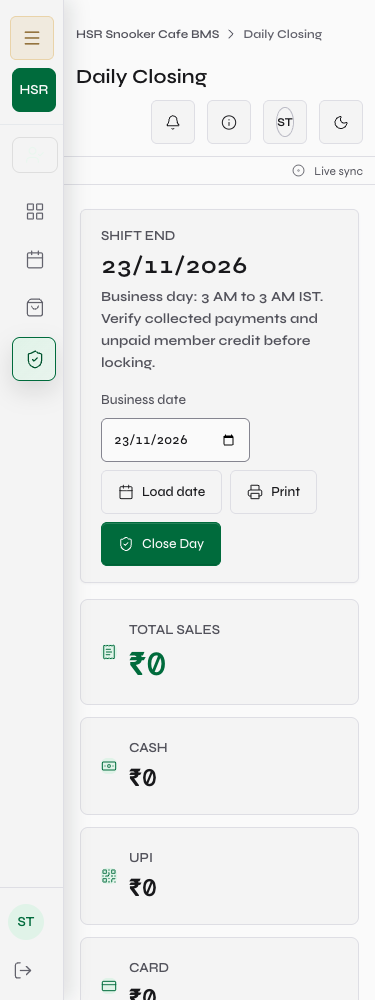 HSR Snooker Cafe BMS > Daily Closing
HSR
Daily Closing
ST
Live sync
SHIFT END
23/11/2026
Business day: 3 AM to 3 AM IST.
Verify collected payments and
unpaid member credit before
locking.
Business date
23/11/2026
Load date
Print
Close Day
TOTAL SALES
₹0
CASH
₹0
UPI
₹0
CARD
₹0
ST